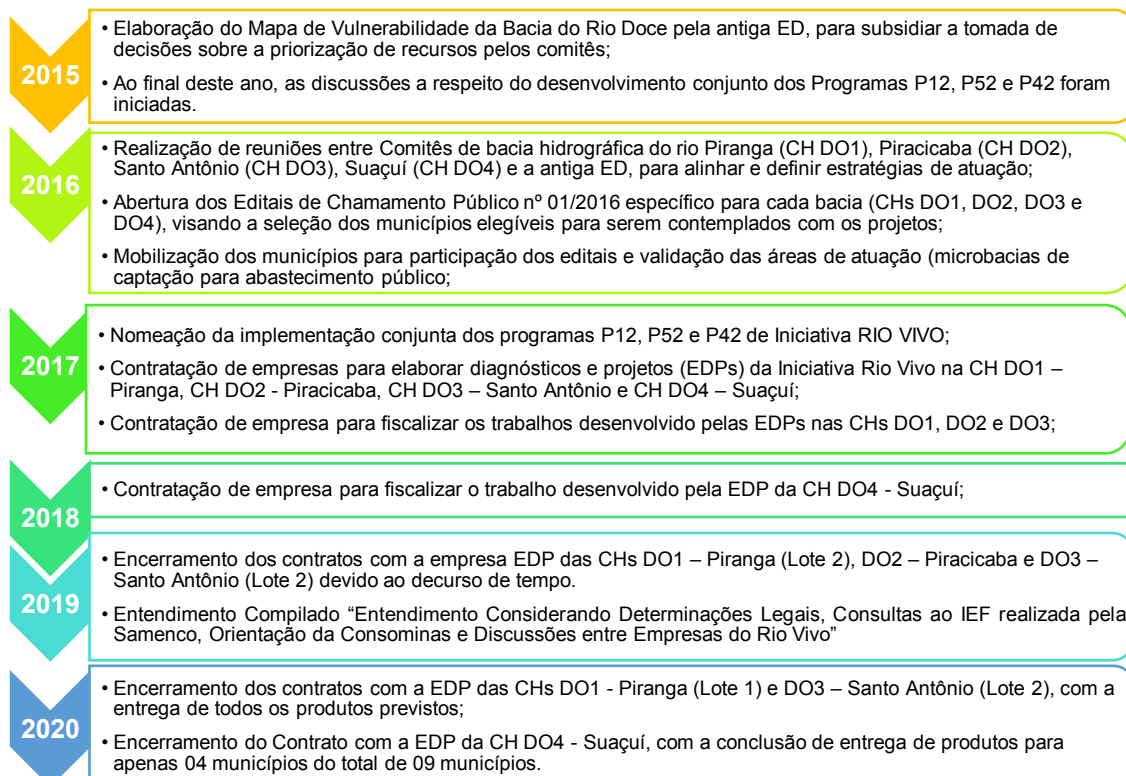 2015
• Elaboração do Mapa de Vulnerabilidade da Bacia do Rio Doce pela antiga ED, para subsidiar a tomada de
decisões sobre a priorização de recursos pelos comitês;
• Ao final deste ano, as discussões a respeito do desenvolvimento conjunto dos Programas P12, P52 e P42 foram
iniciadas.
2016
• Realização de reuniões entre Comitês de bacia hidrográfica do rio Piranga (CH DO1), Piracicaba (CH DO2),
Santo Antônio (CH DO3), Suaçuí (CH DO4) e a antiga ED, para alinhar e definir estratégias de atuação;
• Abertura dos Editais de Chamamento Público nº 01/2016 específico para cada bacia (CHs DO1, DO2, DO3 e
DO4), visando a seleção dos municípios elegíveis para serem contemplados com os projetos;
• Mobilização dos municípios para participação dos editais e validação das áreas de atuação (microbacias de
captação para abastecimento público;
2017
• Nomeação da implementação conjunta dos programas P12, P52 e P42 de Iniciativa RIO VIVO;
• Contratação de empresas para elaborar diagnósticos e projetos (EDPs) da Iniciativa Rio Vivo na CH DO1 –
Piranga, CH DO2 - Piracicaba, CH DO3 – Santo Antônio e CH DO4 – Suaçuí;
• Contratação de empresa para fiscalizar os trabalhos desenvolvido pelas EDPs nas CHs DO1, DO2 e DO3;
2018
• Contratação de empresa para fiscalizar o trabalho desenvolvido pela EDP da CH DO4 - Suaçuí;
2019
• Encerramento dos contratos com a empresa EDP das CHs DO1 – Piranga (Lote 2), DO2 – Piracicaba e DO3 –
Santo Antônio (Lote 2) devido ao decurso de tempo.
• Entendimento Compilado “Entendimento Considerando Determinações Legais, Consultas ao IEF realizada pela
Samenco, Orientação da Consominas e Discussões entre Empresas do Rio Vivo”
2020
• Encerramento dos contratos com a EDP das CHs DO1 - Piranga (Lote 1) e DO3 – Santo Antônio (Lote 2), com a
entrega de todos os produtos previstos;
• Encerramento do Contrato com a EDP da CH DO4 - Suaçuí, com a conclusão de entrega de produtos para
apenas 04 municípios do total de 09 municípios.